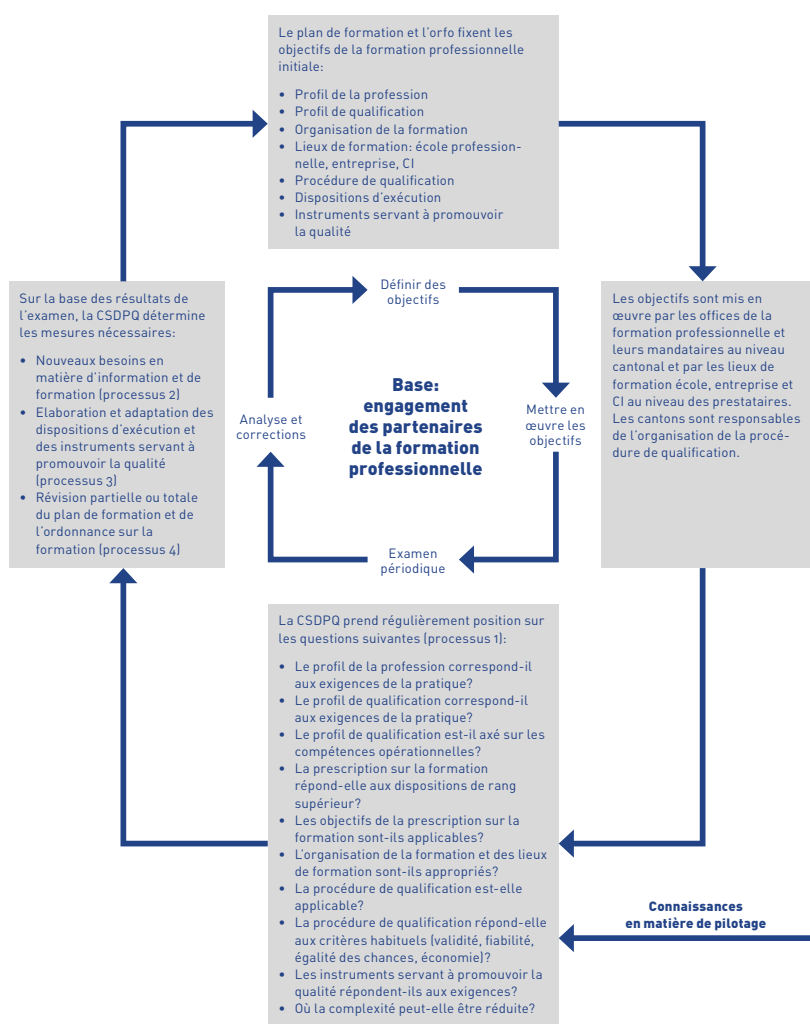 Le plan de formation et l'orfo fixent les
objectifs de la formation professionnelle
initiale:
• Profil de la profession
• Profil de qualification
• Organisation de la formation
• Lieux de formation: école profession-
nelle, entreprise, CI
• Procédure de qualification
• Dispositions d'exécution
• Instruments servant à promouvoir
la qualité
Sur la base des résultats de
l'examen, la CSDPQ détermine
les mesures nécessaires:
• Nouveaux besoins en
matière d'information et de
formation (processus 2)
• Elaboration et adaptation des
dispositions d'exécution et
des instruments servant à
promouvoir la qualité
(processus 3)
• Révision partielle ou totale
du plan de formation et de
l'ordonnance sur la
formation (processus 4)
Définir des
objectifs
Analyse et
corrections
Base:
engagement
des partenaires
de la formation
professionnelle
Mettre en
œuvre les
objectifs
Examen
périodique
Les objectifs sont mis en
œuvre par les offices de la
formation professionnelle et
leurs mandataires au niveau
cantonal et par les lieux de
formation école, entreprise et
CI au niveau des prestataires.
Les cantons sont responsables
de l'organisation de la procé-
dure de qualification.
La CSDPQ prend régulièrement position sur
les questions suivantes (processus 1):
• Le profil de la profession correspond-il
aux exigences de la pratique?
• Le profil de qualification correspond-il
aux exigences de la pratique?
• Le profil de qualification est-il axé sur les
compétences opérationnelles?
• La prescription sur la formation
répond-elle aux dispositions de rang
supérieur?
• Les objectifs de la prescription sur la
formation sont-ils applicables?
• L'organisation de la formation et des lieux
de formation sont-ils appropriés?
• La procédure de qualification est-elle
applicable?
• La procédure de qualification répond-elle
aux critères habituels (validité, fiabilité,
égalité des chances, économie)?
• Les instruments servant à promouvoir la
qualité répondent-ils aux exigences?
• Où la complexité peut-elle être réduite?
Connaissances
en matière de pilotage